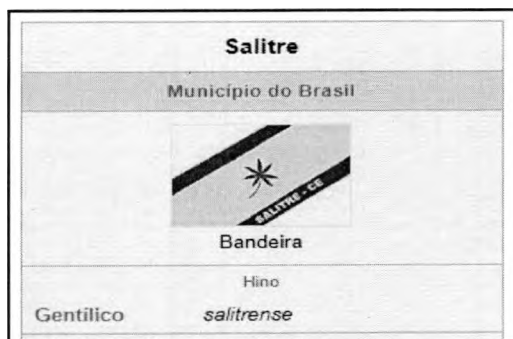 Salitre
Município do Brasil
SALITRE - CE
Bandeira
Hino
Gentílico salitrense